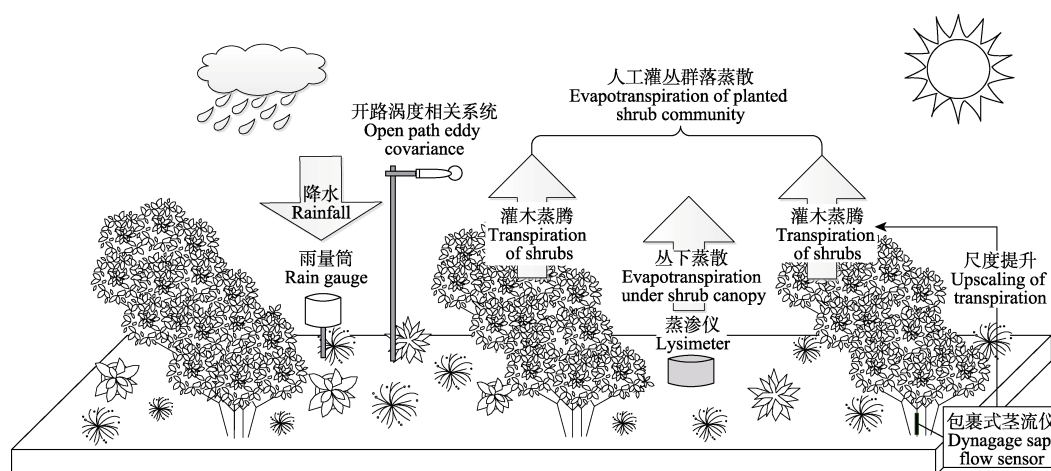 人工灌丛群落蒸散
Evapotranspiration of planted
shrub community
开路涡度相关系统
Open path eddy
covariance
降水
Rainfall
雨量筒
Rain gauge
灌木蒸腾
Transpiration
of shrubs
丛下蒸散
Evapotranspiration
under shrub canopy
蒸渗仪
Lysimeter
灌木蒸腾
Transpiration
of shrubs
尺度提升
Upscaling of
transpiration
包裹式茎流仪
Dynagage sap
flow sensor